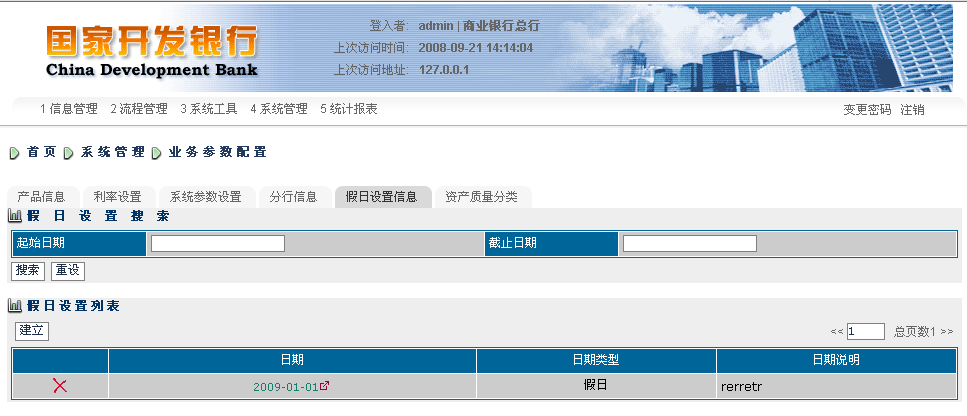 国家开发银行
China Development Bank
登入者: admin | 商业银行总行
上次访问时间: 2008-09-21 14:14:04
上次访问地址: 127.0.0.1
1 信息管理 2 流程管理 3 系统工具 4 系统管理 5 统计报表 变更密码 注销
首页 系统管理 业务参数配置
产品信息 利率设置 系统参数设置 分行信息 假日设置信息 资产质量分类
假日设置搜索
起始日期 截止日期
搜索 重设
假日设置列表
建立 << 1 总页数1 >>
日期 日期类型 日期说明
2009-01-01 假日 rerretr